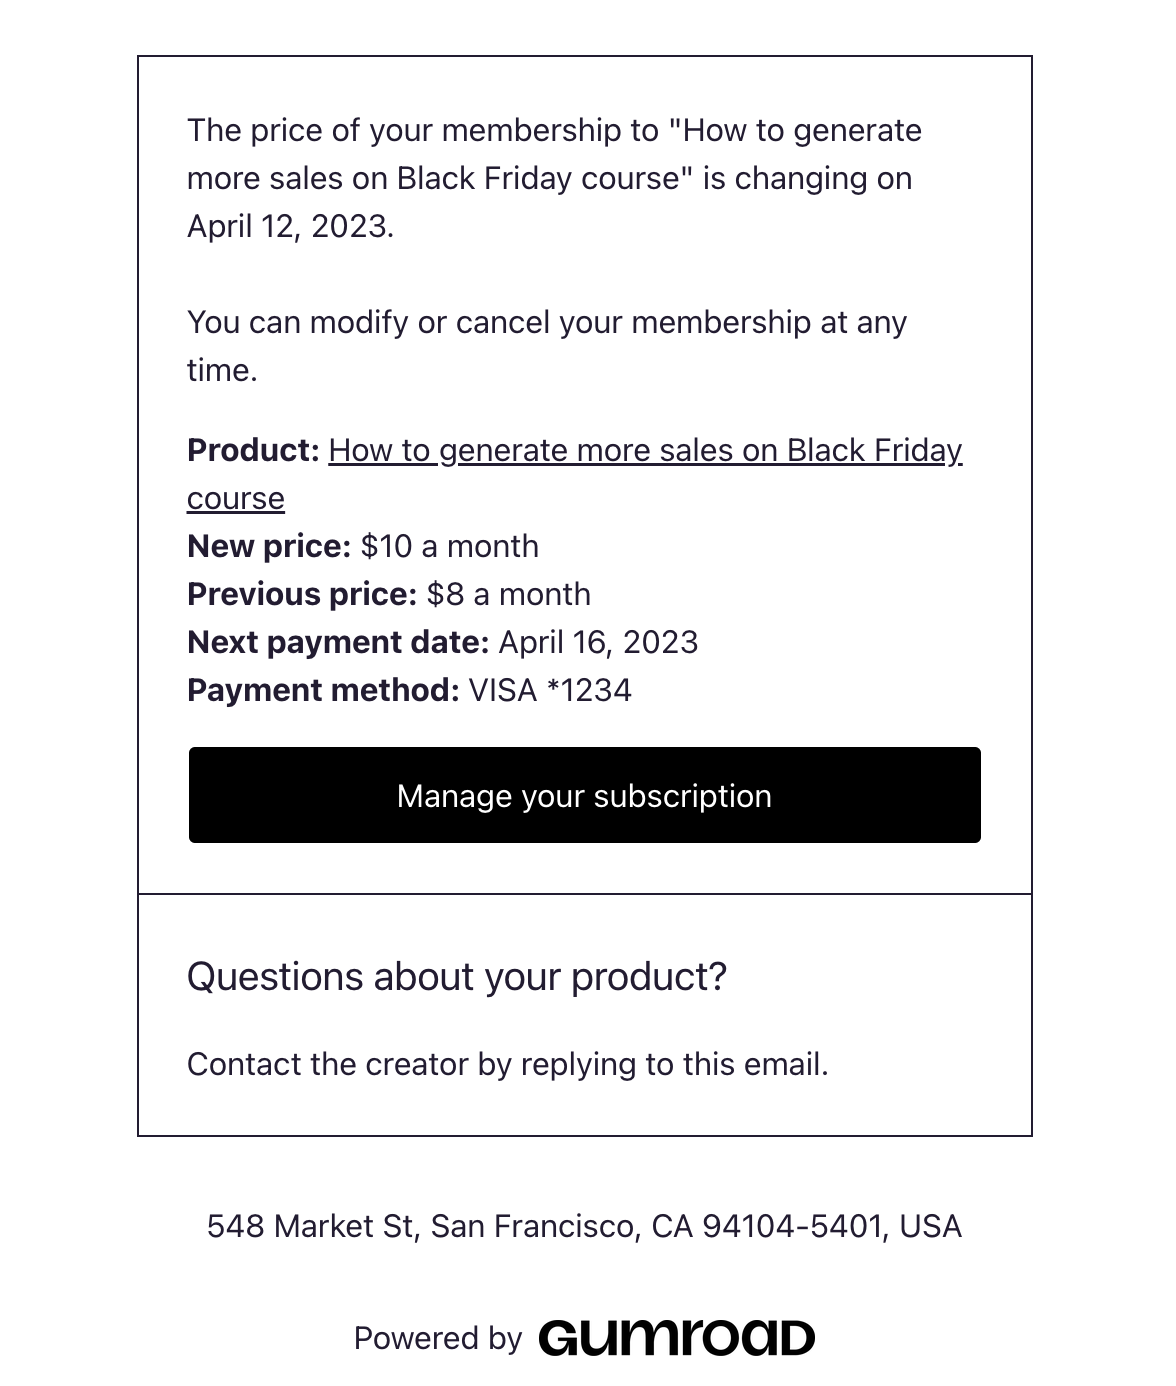 The price of your membership to "How to generate
more sales on Black Friday course" is changing on
April 12, 2023.
You can modify or cancel your membership at any
time.
Product: How to generate more sales on Black Friday
course
New price: $10 a month
Previous price: $8 a month
Next payment date: April 16, 2023
Payment method: VISA *1234
Manage your subscription
Questions about your product?
Contact the creator by replying to this email.
548 Market St, San Francisco, CA 94104-5401, USA
Powered by GUMROAD